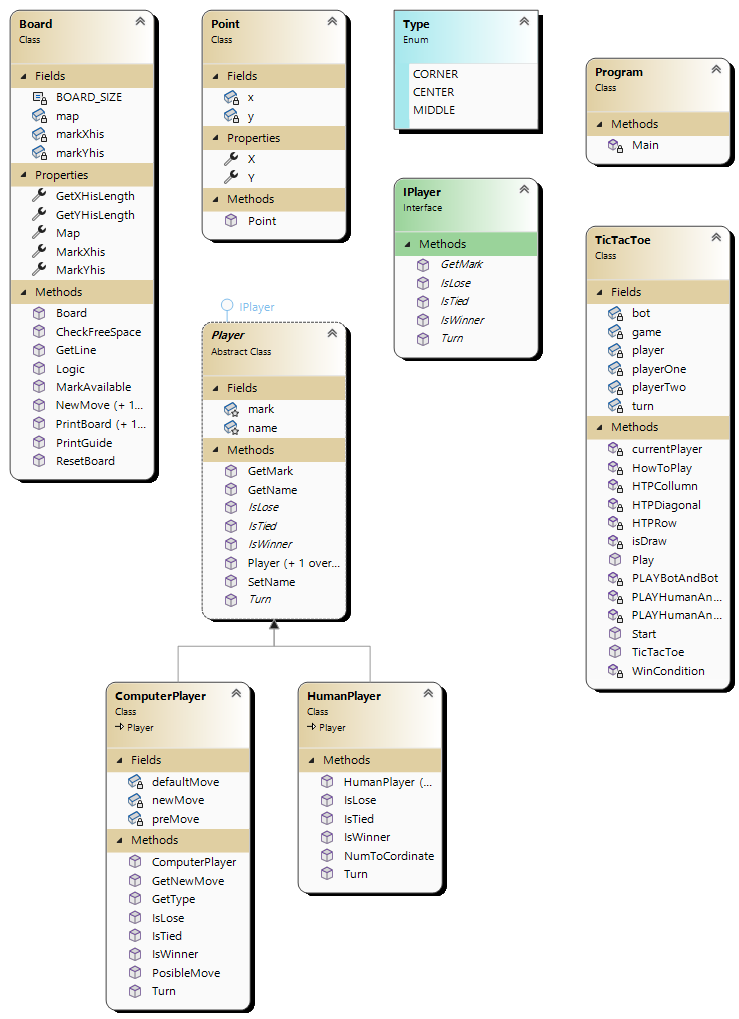 Board
Class
Fields
BOARD_SIZE
map
markXhis
markYhis
Properties
GetXHisLength
GetYHisLength
Map
MarkXhis
MarkYhis
Methods
Board
CheckFreeSpace
GetLine
Logic
MarkAvailable
NewMove (+ 1...
PrintBoard (+ 1...
PrintGuide
ResetBoard
Point
Class
Fields
x
y
Properties
X
Y
Methods
Point
Type
Enum
CORNER
CENTER
MIDDLE
Program
Class
Methods
Main
IPlayer
Interface
Methods
GetMark
IsLose
IsTied
IsWinner
Turn
TicTacToe
Class
Fields
bot
game
player
playerOne
playerTwo
turn
Methods
currentPlayer
HowToPlay
HTPCollumn
HTPDiagonal
HTPRow
isDraw
Play
PLAYBotAndBot
PLAYHumanAn...
PLAYHumanAn...
Start
TicTacToe
WinCondition
IPlayer
Player
Abstract Class
Fields
mark
name
Methods
GetMark
GetName
IsLose
IsTied
IsWinner
Player (+ 1 over...
SetName
Turn
ComputerPlayer
Class
Player
Fields
defaultMove
newMove
preMove
Methods
ComputerPlayer
GetNewMove
GetType
IsLose
IsTied
IsWinner
PosibleMove
Turn
HumanPlayer
Class
Player
Methods
HumanPlayer (...
IsLose
IsTied
IsWinner
NumToCordinate
Turn